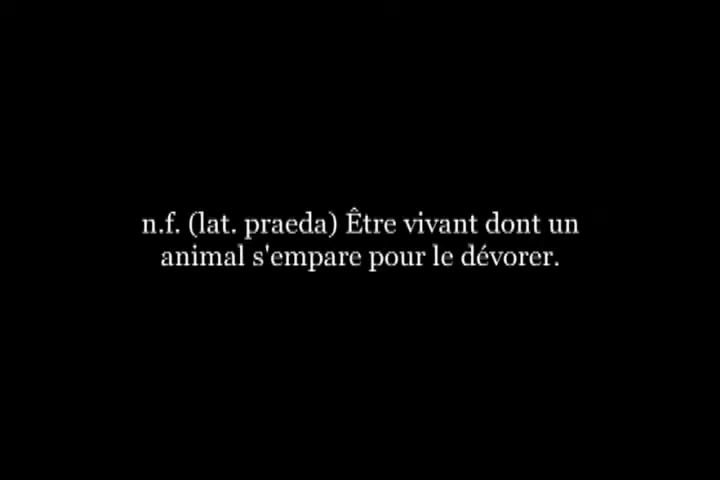 n.f. (lat. praeda) Être vivant dont un
animal s'empare pour le dévorer.